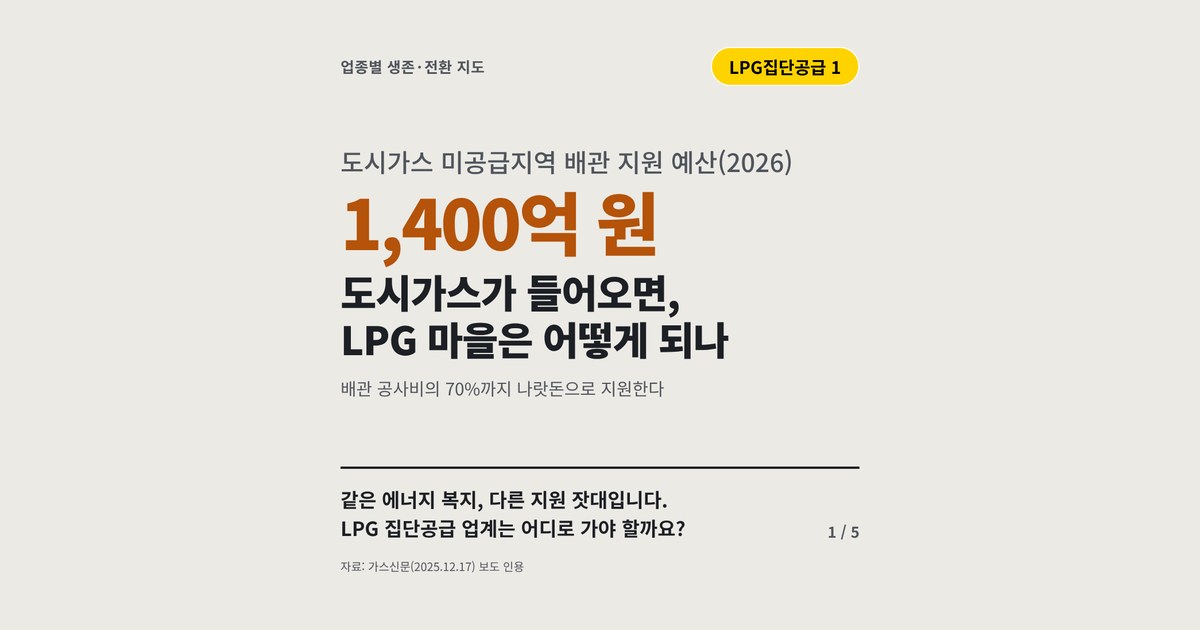 업종별 생존·전환 지도
LPG집단공급 1
도시가스 미공급지역 배관 지원 예산(2026)
1,400억 원
도시가스가 들어오면,
LPG 마을은 어떻게 되나
배관 공사비의 70%까지 나랏돈으로 지원한다
같은 에너지 복지, 다른 지원 잣대입니다.
LPG 집단공급 업계는 어디로 가야 할까요?
1 / 5
자료: 가스신문(2025.12.17) 보도 인용